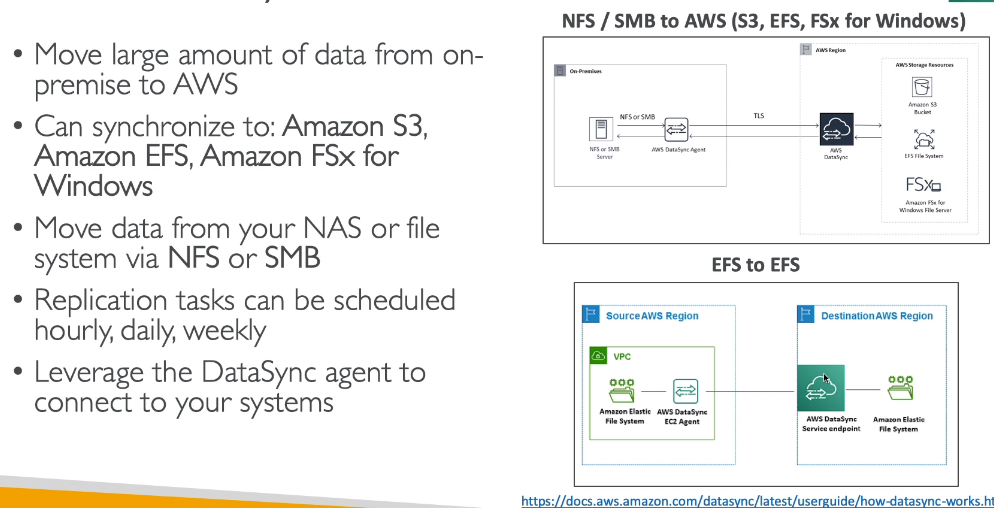 NFS / SMB to AWS (S3, EFS, FSx for Windows)
• Move large amount of data from on-
premise to AWS
• Can synchronize to: Amazon S3,
Amazon EFS, Amazon FSx for
Windows
• Move data from your NAS or file
system via NFS or SMB
• Replication tasks can be scheduled
hourly, daily, weekly
• Leverage the DataSync agent to
connect to your systems
On-Premises
NFS or SMB
Server
NFS or SMB
AWS DataSync Agent
TLS
AWS Region
AWS
DataSync
AWS Storage Resources
Amazon S3
Bucket
EFS File System
FSx
Amazon FSx for
Windows File Server
EFS to EFS
Source AWS Region
VPC
Amazon Elastic
File System
AWS DataSync
EC2 Agent
Destination AWS Region
AWS DataSync
Service endpoint
Amazon Elastic
File System
https://docs.aws.amazon.com/datasync/latest/userguide/how-datasync-works.ht